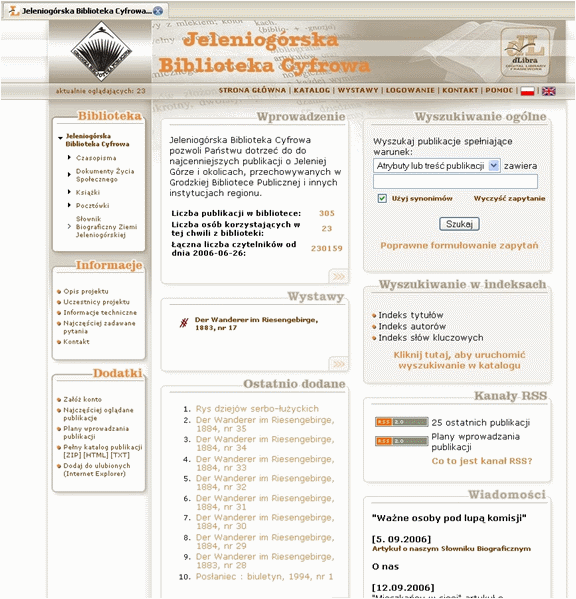 Jeleniogórska Biblioteka Cyfrowa...
Jeleniogórska
Biblioteka Cyfrowa
dLibra
DIGITAL LIBRARY
FRAMEWORK
aktualnie oglądających: 23
STRONA GŁÓWNA | KATALOG | WYSTAWY | LOGOWANIE | KONTAKT | POMOC |
Biblioteka
Jeleniogórska
Biblioteka Cyfrowa
Czasopisma
Dokumenty Życia
Społecznego
Książki
Pocztówki
Słownik
Biograficzny Ziemi
Jeleniogórskiej
Informacje
Opis projektu
Uczestnicy projektu
Informacje techniczne
Najczęściej zadawane
pytania
Kontakt
Dodatki
Załóż konto
Najczęściej oglądane
publikacje
Plany wprowadzania
publikacji
Pełny katalog publikacji
[ZIP] [HTML] [TXT]
Dodaj do ulubionych
(Internet Explorer)
Wprowadzenie
Jeleniogórska Biblioteka Cyfrowa
pozwoli Państwu dotrzeć do do
najcenniejszych publikacji o Jeleniej
Górze i okolicach, przechowywanych w
Grodzkiej Bibliotece Publicznej i innych
instytucjach regionu.
Liczba publikacji w bibliotece: 305
Liczba osób korzystających w
tej chwili z biblioteki: 23
Łączna liczba czytelników od
dnia 2006-06-26: 230159
Wystawy
Der Wanderer im Riesengebirge,
1883, nr 17
Ostatnio dodane
1. Rys dziejów serbo-łużyckich
2. Der Wanderer im Riesengebirge,
1884, nr 35
3. Der Wanderer im Riesengebirge,
1884, nr 34
4. Der Wanderer im Riesengebirge,
1884, nr 33
5. Der Wanderer im Riesengebirge,
1884, nr 32
6. Der Wanderer im Riesengebirge,
1884, nr 31
7. Der Wanderer im Riesengebirge,
1884, nr 30
8. Der Wanderer im Riesengebirge,
1884, nr 29
9. Der Wanderer im Riesengebirge,
1883, nr 28
10. Posłaniec : biuletyn, 1994, nr 1
Wyszukiwanie ogólne
Wyszukaj publikacje spełniające
warunek:
Atrybuty lub treść publikacji zawiera
Użyj synonimów Wyczyść zapytanie
Szukaj
Poprawne formułowanie zapytań
Wyszukiwanie w indeksach
Indeks tytułów
Indeks autorów
Indeks słów kluczowych
Kliknij tutaj, aby uruchomić
wyszukiwanie w katalogu
Kanały RSS
RSS 2.0 25 ostatnich publikacji
RSS 2.0 Plany wprowadzania
publikacji
Co to jest kanał RSS?
Wiadomości
"Ważne osoby pod lupą komisji"
[5. 09.2006]
Artykuł o naszym Słowniku Biograficznym
O nas
[12.09.2006]